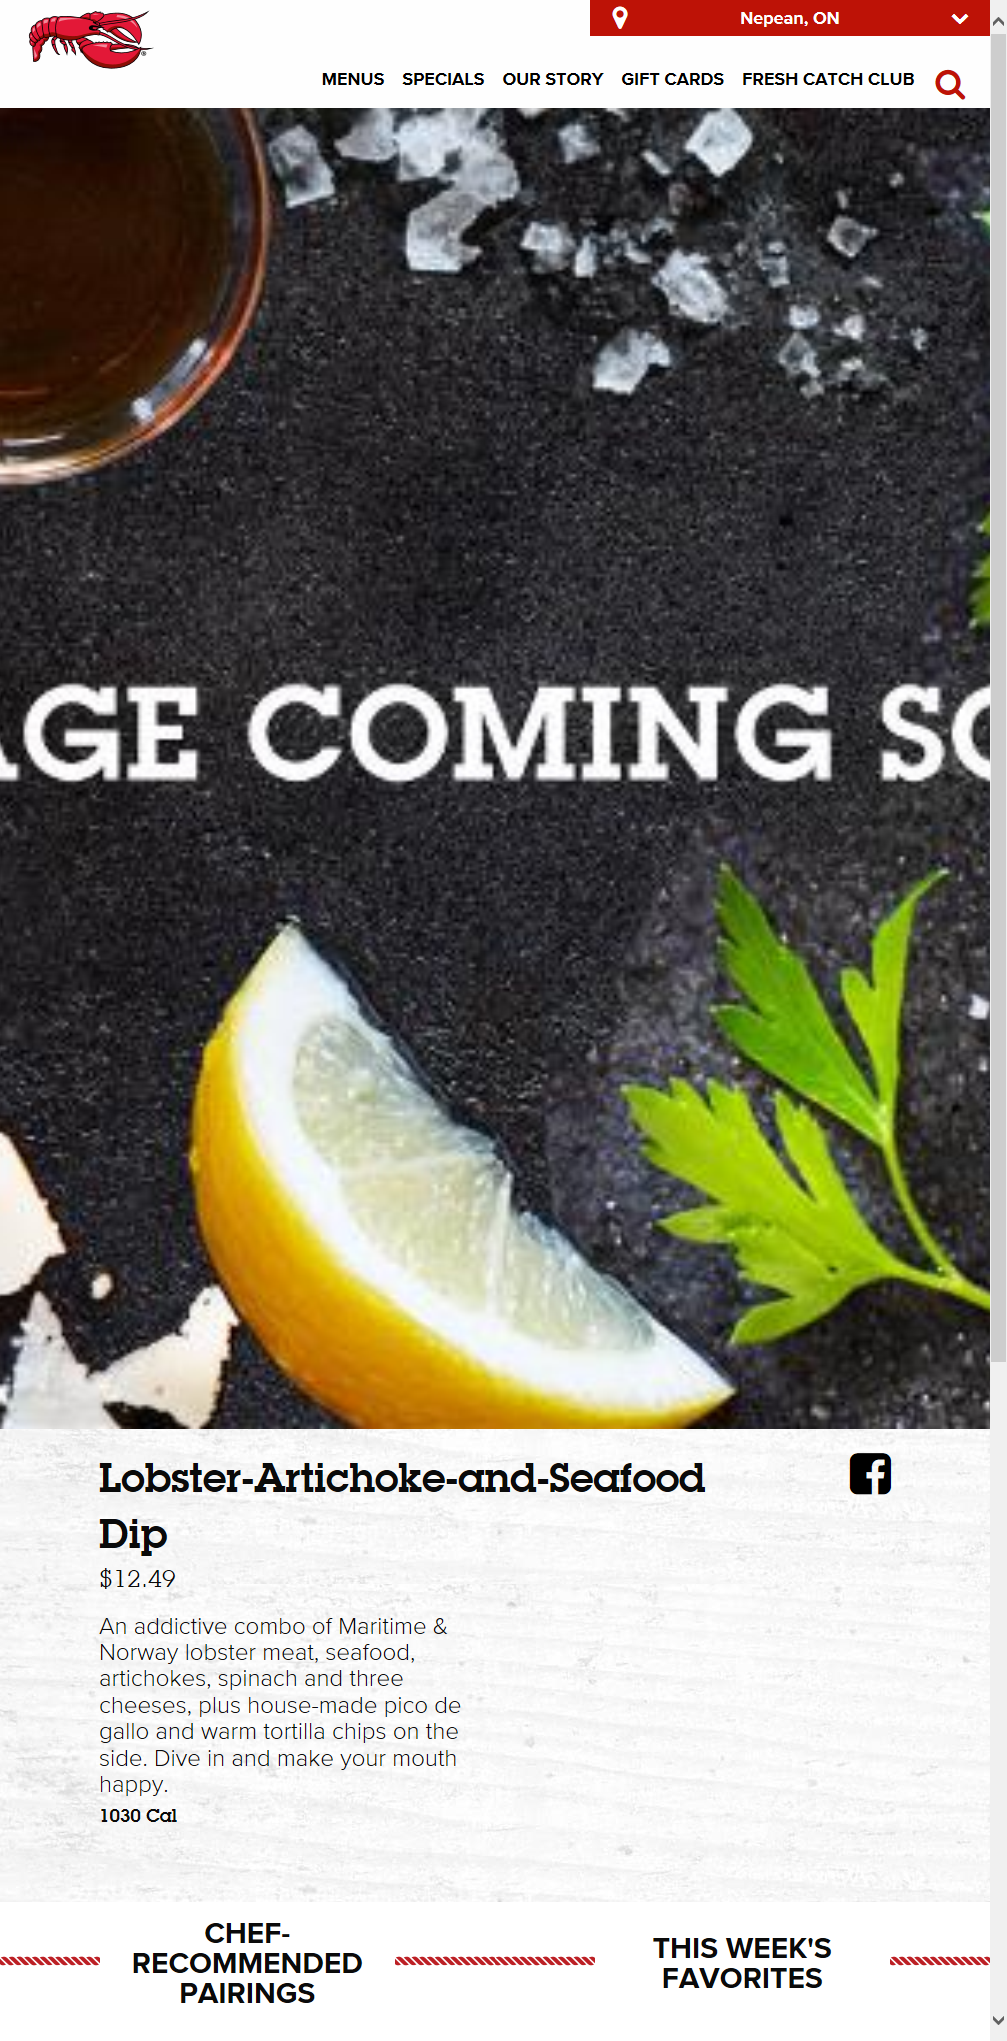 Nepean, ON
MENUS SPECIALS OUR STORY GIFT CARDS FRESH CATCH CLUB
AGE COMING SO
Lobster-Artichoke-and-Seafood
Dip
$12.49
An addictive combo of Maritime &
Norway lobster meat, seafood,
artichokes, spinach and three
cheeses, plus house-made pico de
gallo and warm tortilla chips on the
side. Dive in and make your mouth
happy.
1030 Cal
CHEF-
RECOMMENDED
PAIRINGS
THIS WEEK'S
FAVORITES